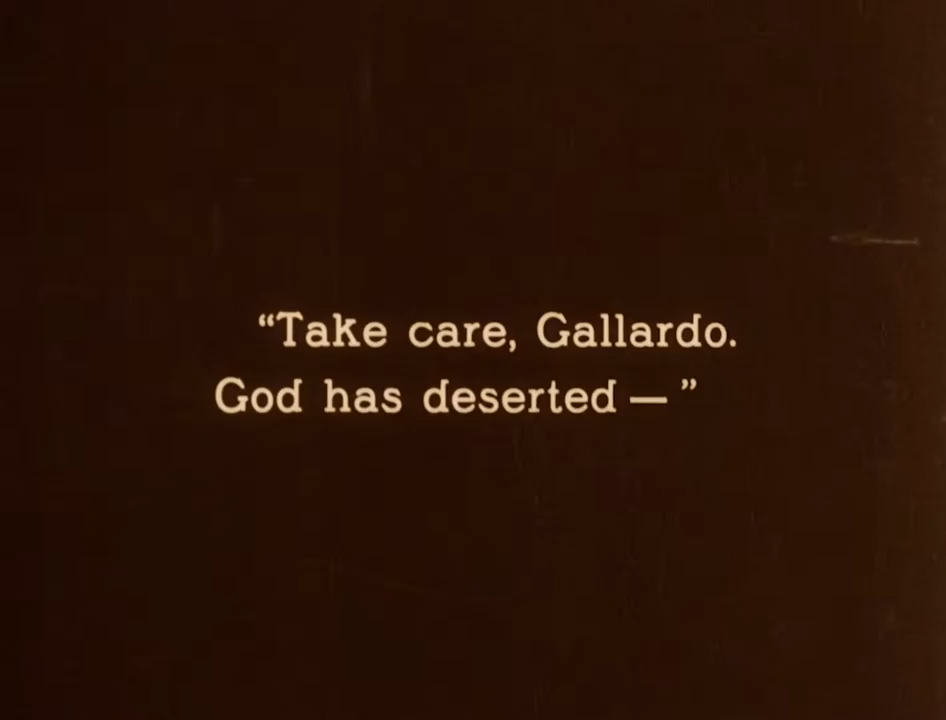 “Take care, Gallardo.
God has deserted — ”